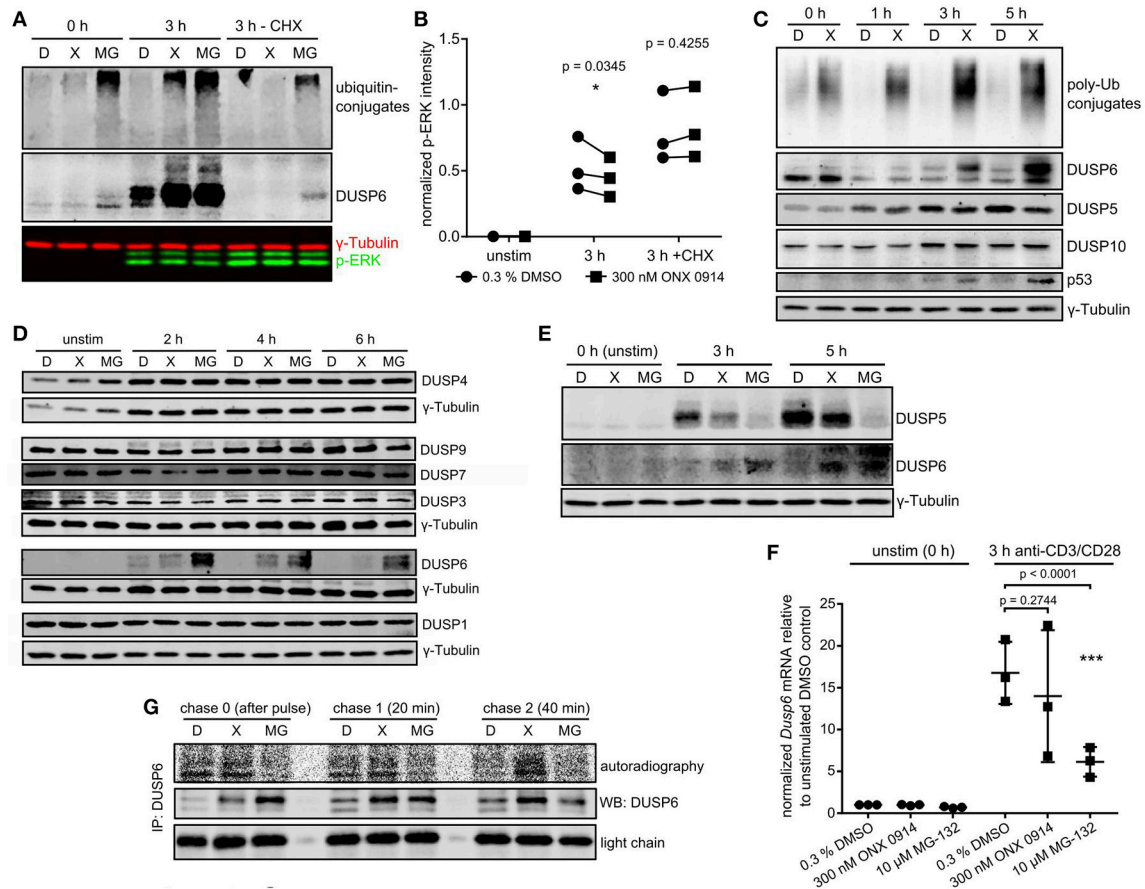 A
0 h 3 h 3 h - CHX
D X MG D X MG D X MG
ubiquitin-
conjugates
DUSP6
γ-Tubulin
p-ERK
B
normalized p-ERK intensity
1.5
1.0
0.5
0.0
p = 0.0345
*
p = 0.4255
unstim 3 h 3 h +CHX
0.3 % DMSO 300 nM ONX 0914
C
0 h 1 h 3 h 5 h
D X D X D X D X
poly-Ub
conjugates
DUSP6
DUSP5
DUSP10
p53
γ-Tubulin
D
unstim 2 h 4 h 6 h
D X MG D X MG D X MG D X MG
DUSP4
γ-Tubulin
DUSP9
DUSP7
DUSP3
γ-Tubulin
DUSP6
γ-Tubulin
DUSP1
γ-Tubulin
E
0 h (unstim) 3 h 5 h
D X MG D X MG D X MG
DUSP5
DUSP6
γ-Tubulin
F
unstim (0 h) 3 h anti-CD3/CD28
p < 0.0001
p = 0.2744
***
normalized Dusp6 mRNA relative
to unstimulated DMSO control
25
20
15
10
5
0
0.3 % DMSO
300 nM ONX 0914
10 µM MG-132
0.3 % DMSO
300 nM ONX 0914
10 µM MG-132
G
chase 0 (after pulse) chase 1 (20 min) chase 2 (40 min)
D X MG D X MG D X MG
IP: DUSP6
autoradiography
WB: DUSP6
light chain